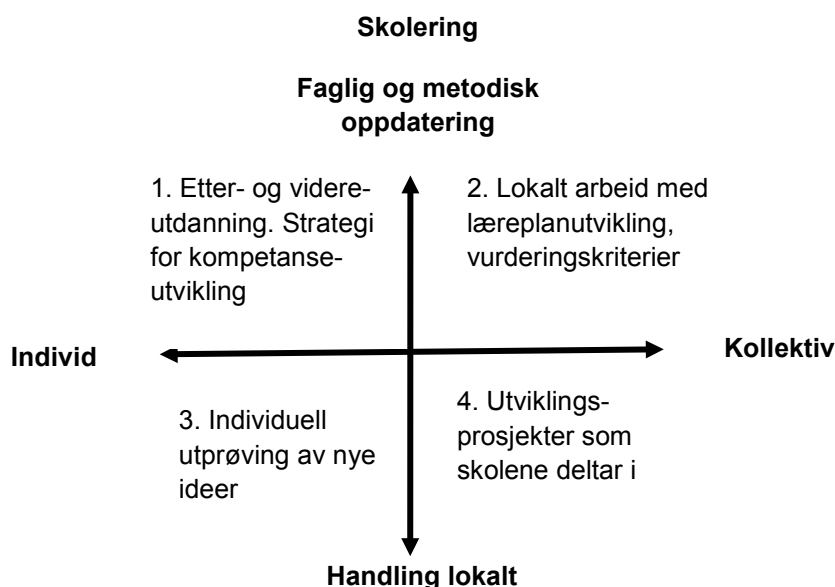 Skolering
Faglig og metodisk
oppdatering
1. Etter- og videre-
utdanning. Strategi
for kompetanse-
utvikling
2. Lokalt arbeid med
læreplanutvikling,
vurderingskriterier
Individ
Kollektiv
3. Individuell
utprøving av nye
ideer
4. Utviklings-
prosjekter som
skolene deltar i
Handling lokalt